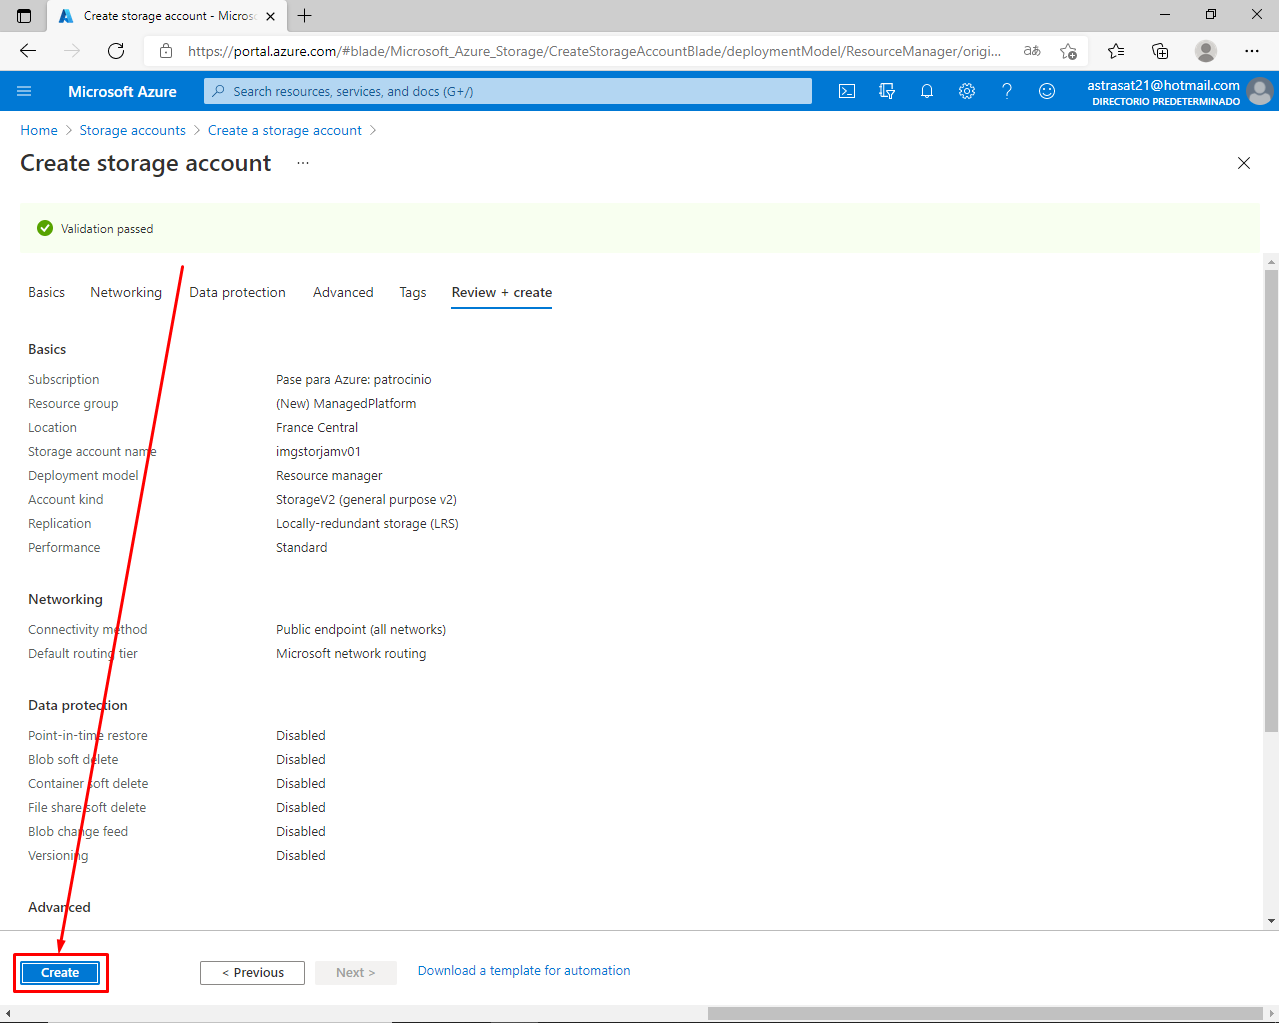 Create storage account - Micros
https://portal.azure.com/#blade/Microsoft_Azure_Storage/CreateStorageAccountBlade/deploymentModel/ResourceManager/origi...
Microsoft Azure
Search resources, services, and docs (G+/)
astrasat21@hotmail.com
DIRECTORIO PREDETERMINADO
Home > Storage accounts > Create a storage account >
Create storage account ...
Validation passed
Basics Networking Data protection Advanced Tags Review + create
Basics
Subscription Pase para Azure: patrocinio
Resource group (New) ManagedPlatform
Location France Central
Storage account name imgstorjamv01
Deployment model Resource manager
Account kind StorageV2 (general purpose v2)
Replication Locally-redundant storage (LRS)
Performance Standard
Networking
Connectivity method Public endpoint (all networks)
Default routing tier Microsoft network routing
Data protection
Point-in-time restore Disabled
Blob soft delete Disabled
Container soft delete Disabled
File share soft delete Disabled
Blob change feed Disabled
Versioning Disabled
Advanced
Create < Previous Next > Download a template for automation